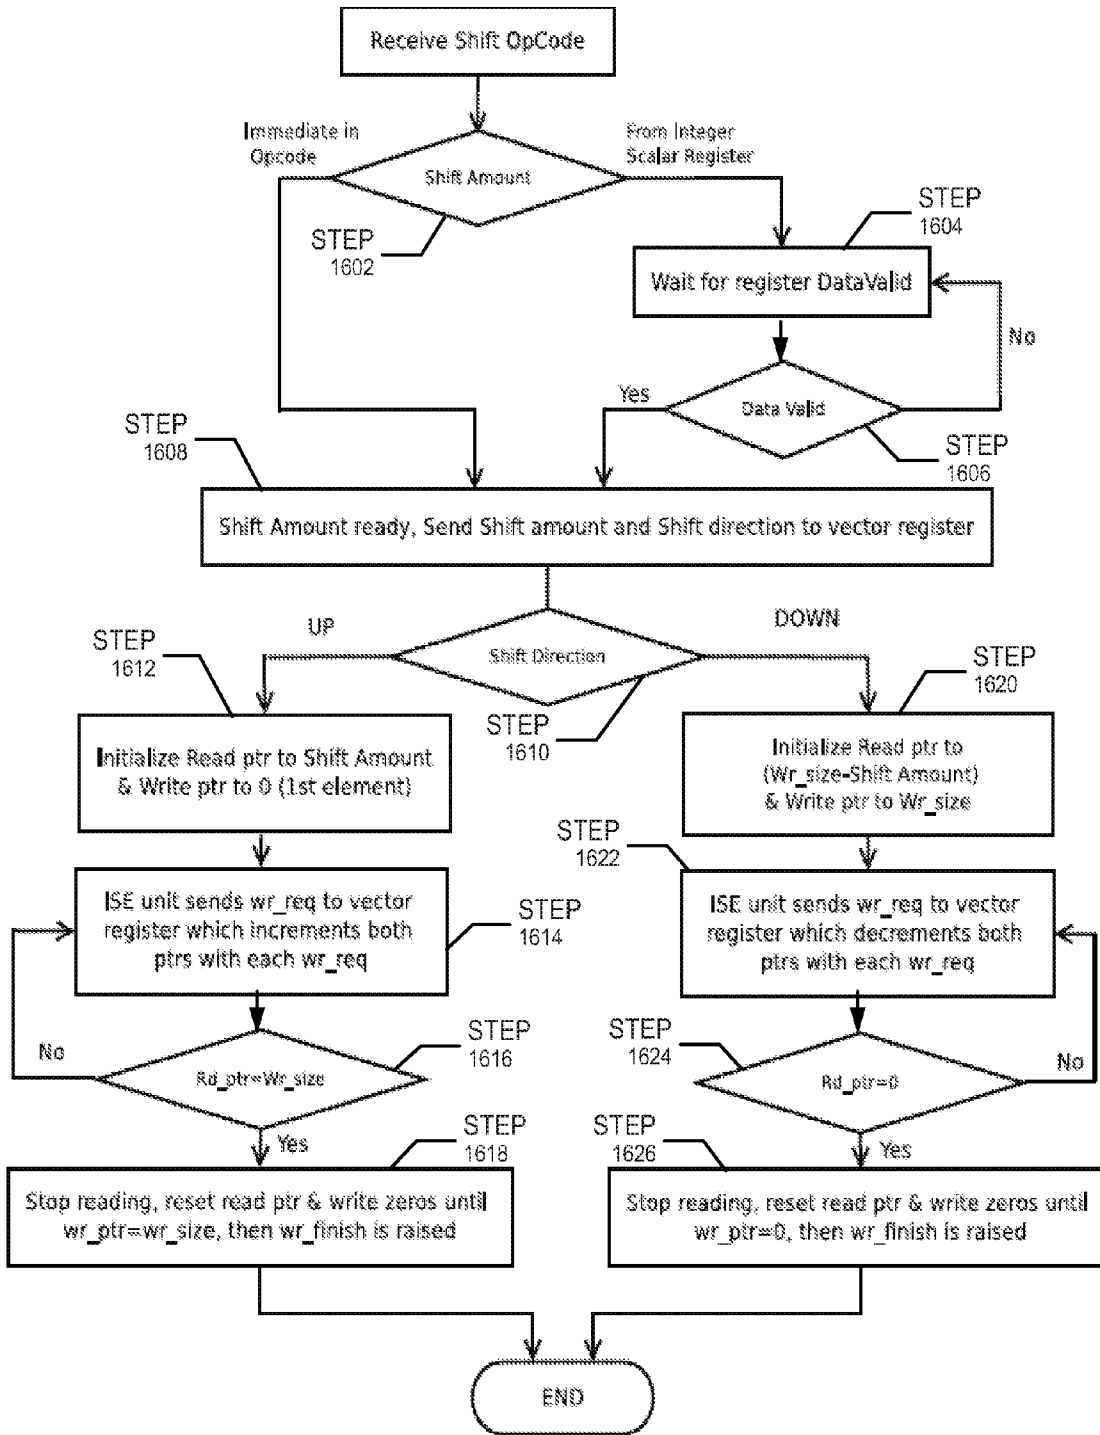 Receive Shift OpCode
Immediate in
Opcode
From Integer
Scalar Register
Shift Amount
STEP
1602
STEP
1604
Wait for register DataValid
No
Yes
Data Valid
STEP
1606
STEP
1608
Shift Amount ready, Send Shift amount and Shift direction to vector register
UP
DOWN
Shift Direction
STEP
1610
STEP
1612
STEP
1620
Initialize Read ptr to Shift Amount
& Write ptr to 0 (1st element)
Initialize Read ptr to
(Wr_size-Shift Amount)
& Write ptr to Wr_size
STEP
1622
ISE unit sends wr_req to vector
register which increments both
ptrs with each wr_req
STEP
1614
ISE unit sends wr_req to vector
register which decrements both
ptrs with each wr_req
No
Rd_ptr=Wr_size
STEP
1616
STEP
1624
Rd_ptr=0
No
Yes
STEP
1618
STEP
1626
Yes
Stop reading, reset read ptr & write zeros until
wr_ptr=wr_size, then wr_finish is raised
Stop reading, reset read ptr & write zeros until
wr_ptr=0, then wr_finish is raised
END